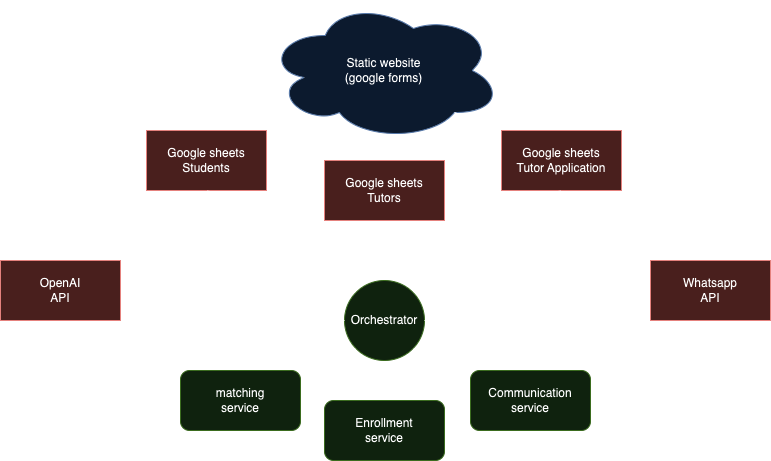 Static website
(google forms)
Google sheets
Students
Google sheets
Tutors
Google sheets
Tutor Application
OpenAI
API
Orchestrator
Whatsapp
API
matching
service
Enrollment
service
Communication
service